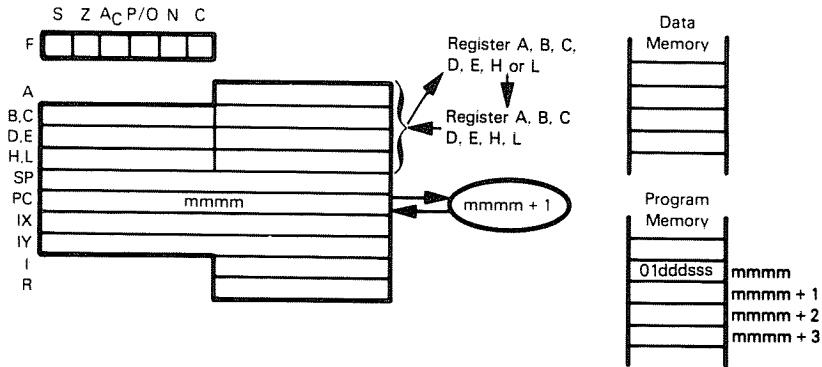 S Z AC P/O N C
F
A
B,C
D,E
H,L
SP
PC
IX
IY
I
R
mmmm
Register A, B, C,
D, E, H or L
Register A, B, C
D, E, H, L
mmmm + 1
Data
Memory
Program
Memory
01dddsss mmmm
mmmm + 1
mmmm + 2
mmmm + 3